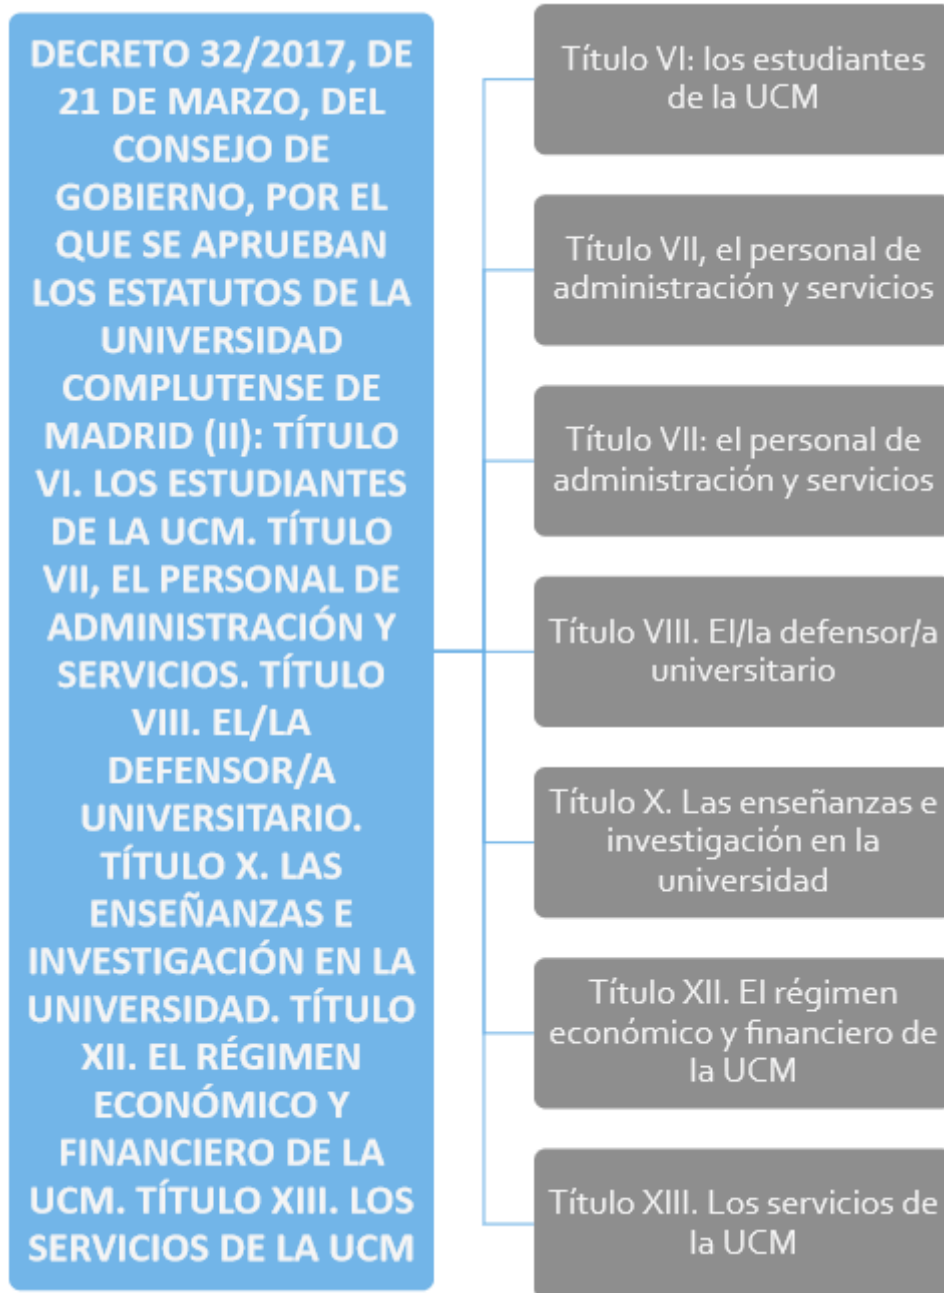 DECRETO 32/2017, DE
21 DE MARZO, DEL
CONSEJO DE
GOBIERNO, POR EL
QUE SE APRUEBAN
LOS ESTATUTOS DE LA
UNIVERSIDAD
COMPLUTENSE DE
MADRID (II): TÍTULO
VI. LOS ESTUDIANTES
DE LA UCM. TÍTULO
VII, EL PERSONAL DE
ADMINISTRACIÓN Y
SERVICIOS. TÍTULO
VIII. EL/LA
DEFENSOR/A
UNIVERSITARIO.
TÍTULO X. LAS
ENSEÑANZAS E
INVESTIGACIÓN EN LA
UNIVERSIDAD. TÍTULO
XII. EL RÉGIMEN
ECONÓMICO Y
FINANCIERO DE LA
UCM. TÍTULO XIII. LOS
SERVICIOS DE LA UCM
Título VI: los estudiantes
de la UCM
Título VII, el personal de
administración y servicios
Título VII: el personal de
administración y servicios
Título VIII. El/la defensor/a
universitario
Título X. Las enseñanzas e
investigación en la
universidad
Título XII. El régimen
económico y financiero de
la UCM
Título XIII. Los servicios de
la UCM